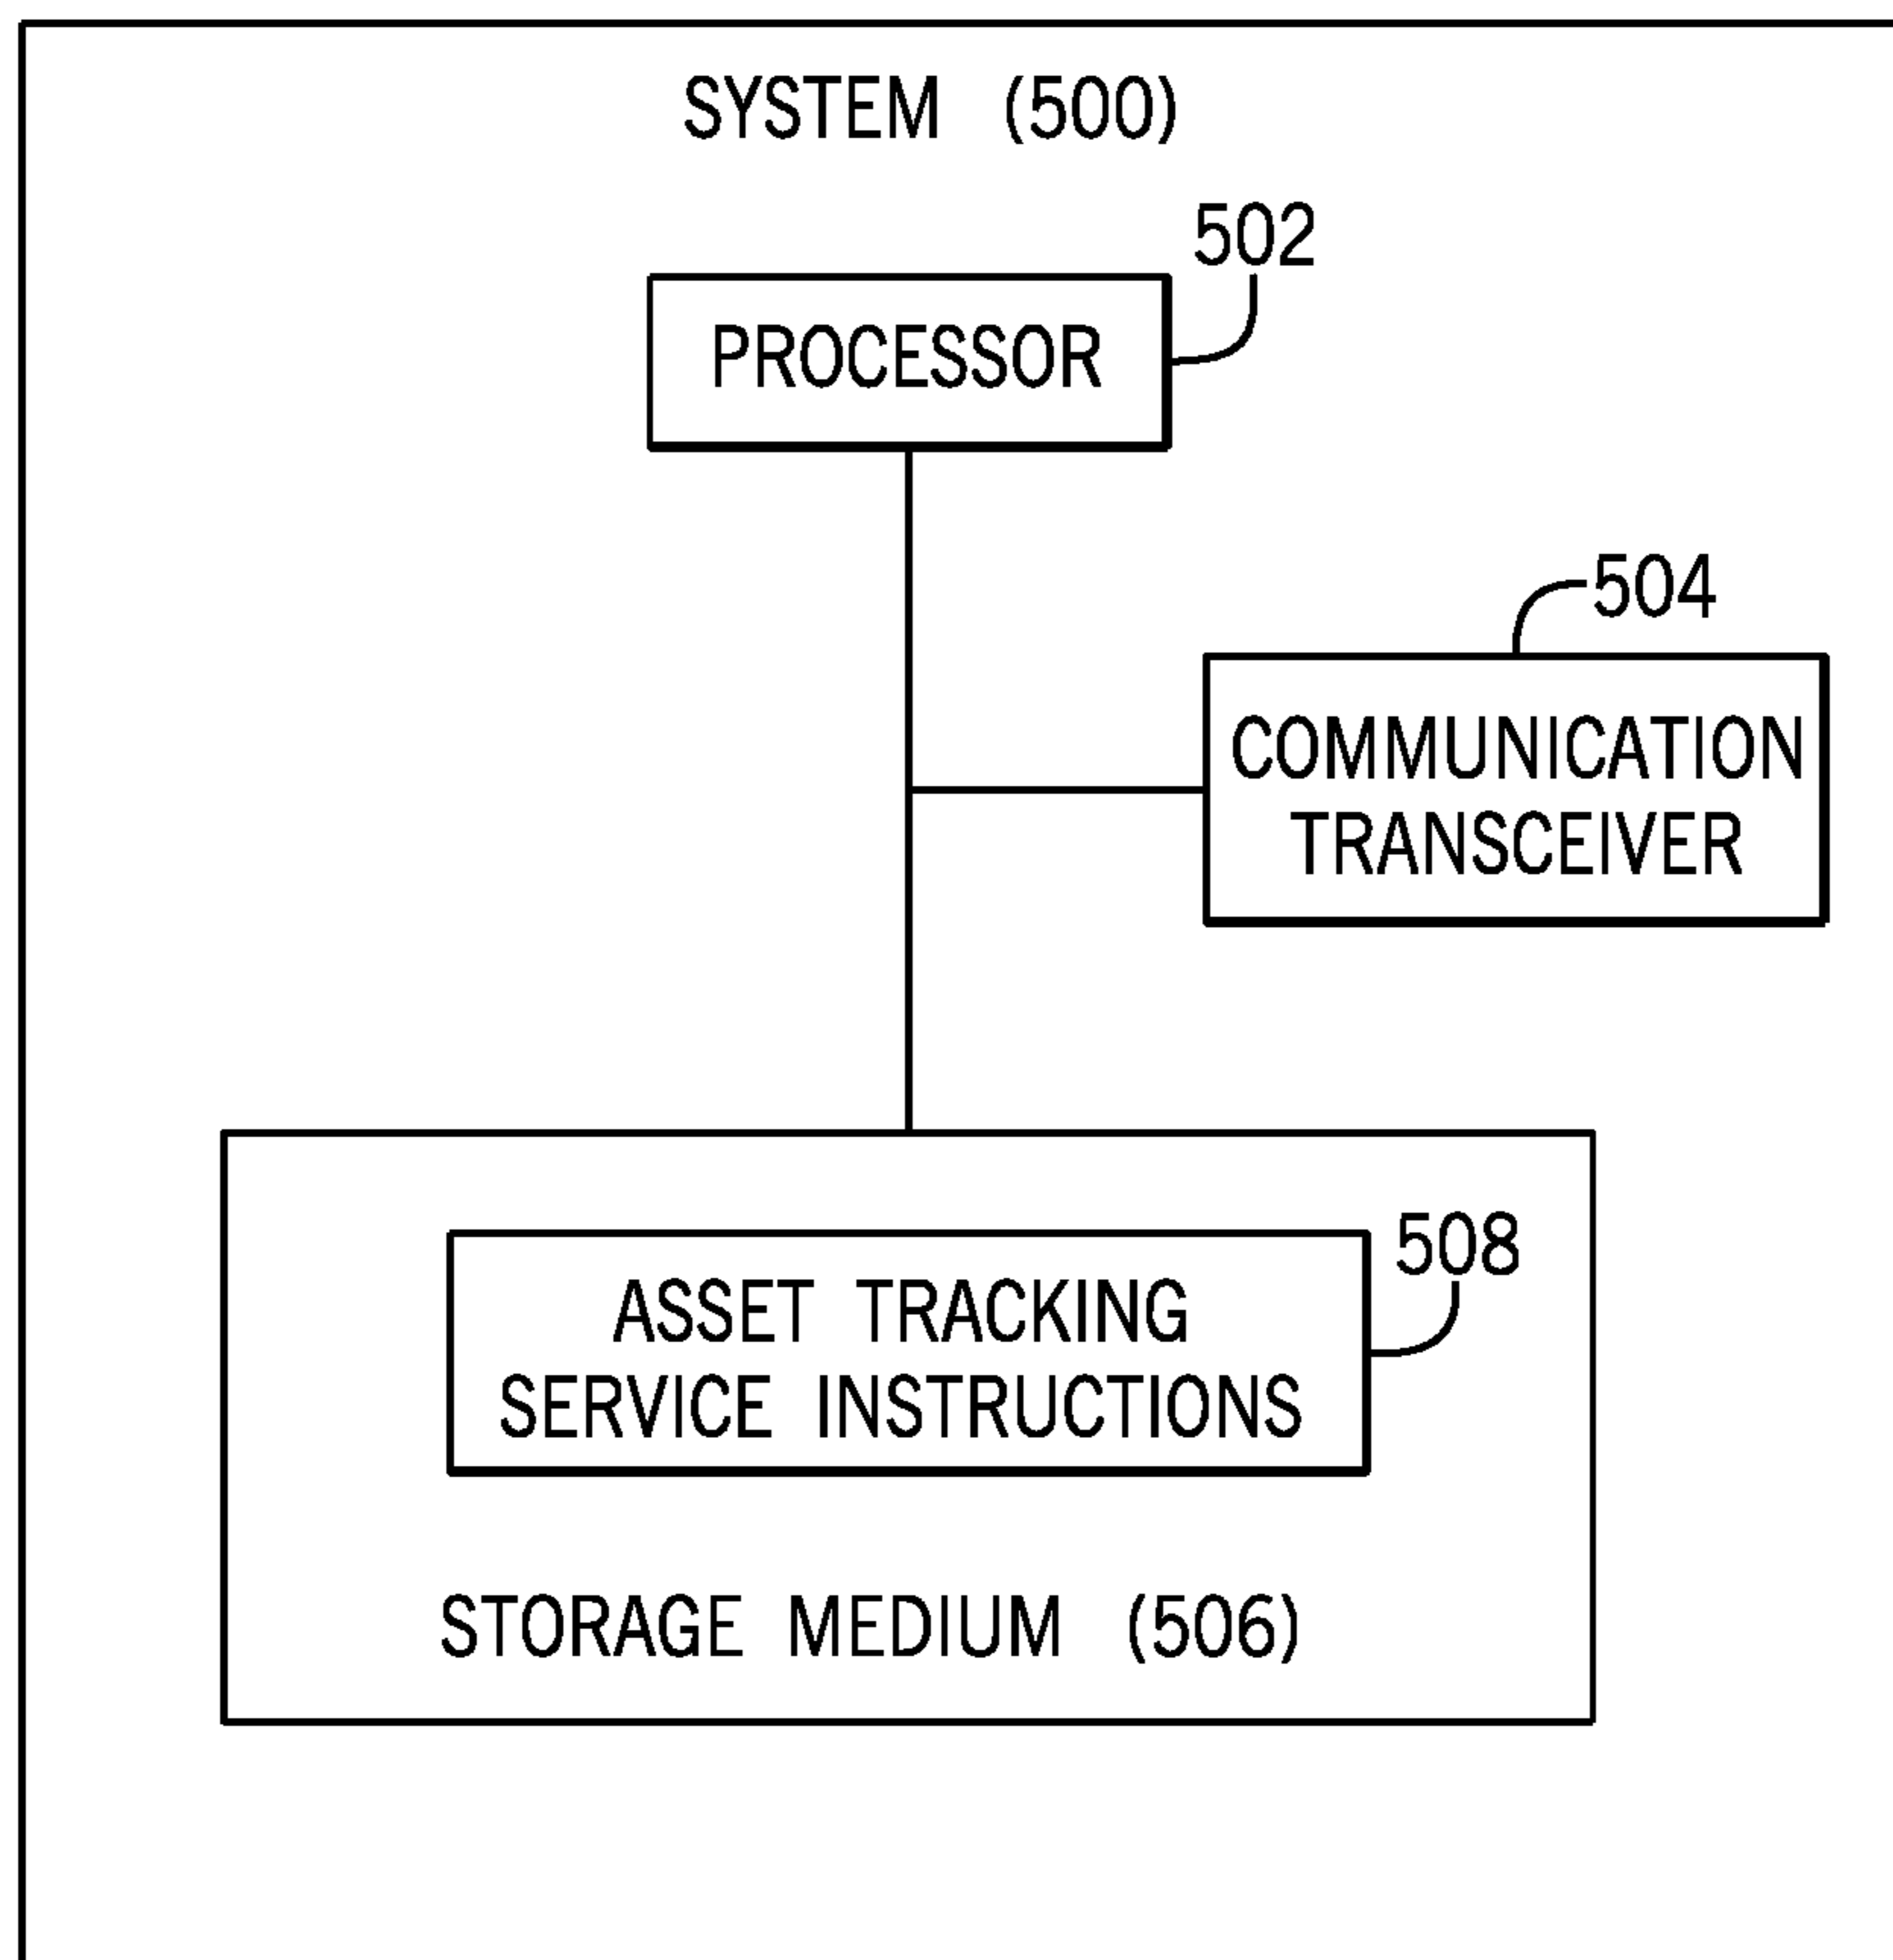 SYSTEM (500)
502
PROCESSOR
504
COMMUNICATION
TRANSCEIVER
508
ASSET TRACKING
SERVICE INSTRUCTIONS
STORAGE MEDIUM (506)